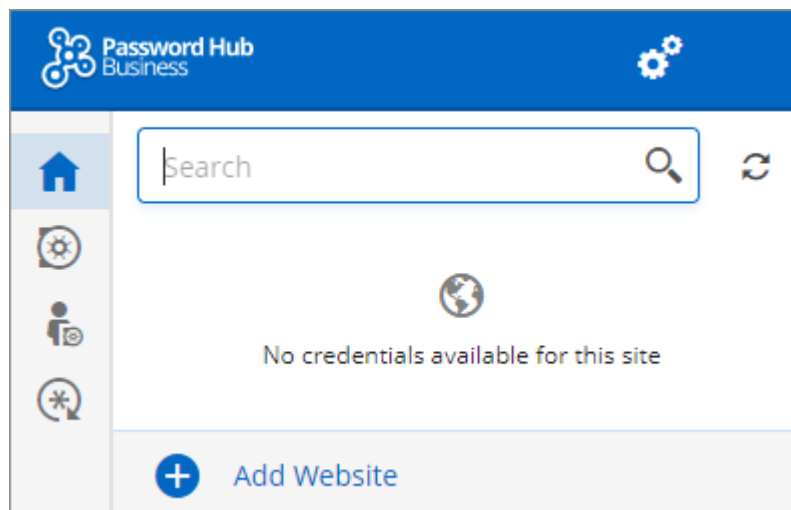 Password Hub
Business
Search
No credentials available for this site
Add Website